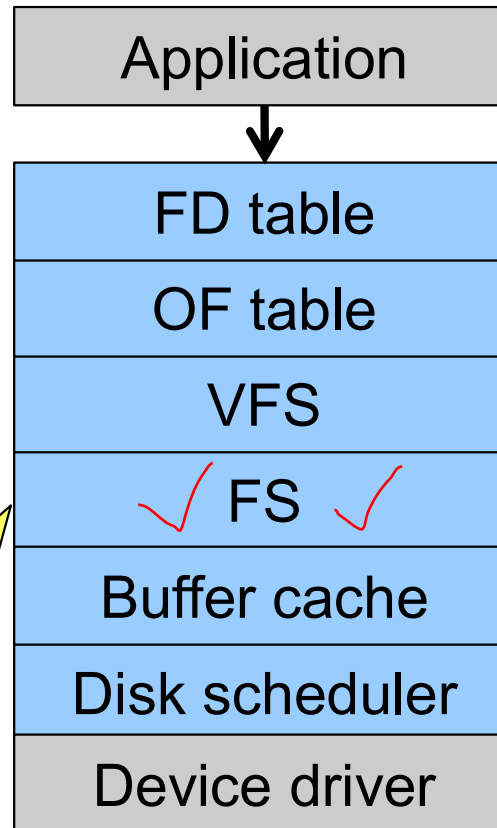 Application
FD table
OF table
VFS
FS
Buffer cache
Disk scheduler
Device driver